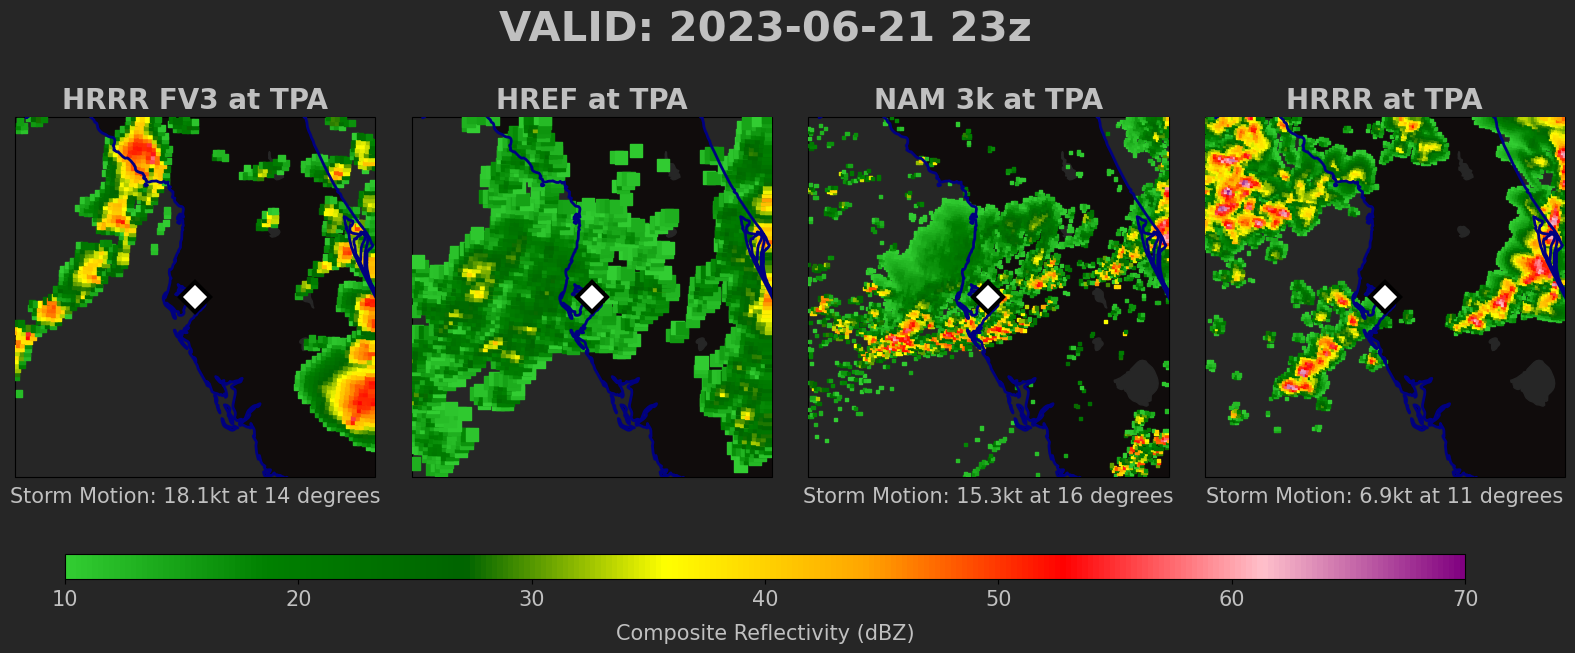 VALID: 2023-06-21 23z
HRRR FV3 at TPA
HREF at TPA
NAM 3k at TPA
HRRR at TPA
Storm Motion: 18.1kt at 14 degrees
Storm Motion: 15.3kt at 16 degrees
Storm Motion: 6.9kt at 11 degrees
10 20 30 40 50 60 70
Composite Reflectivity (dBZ)